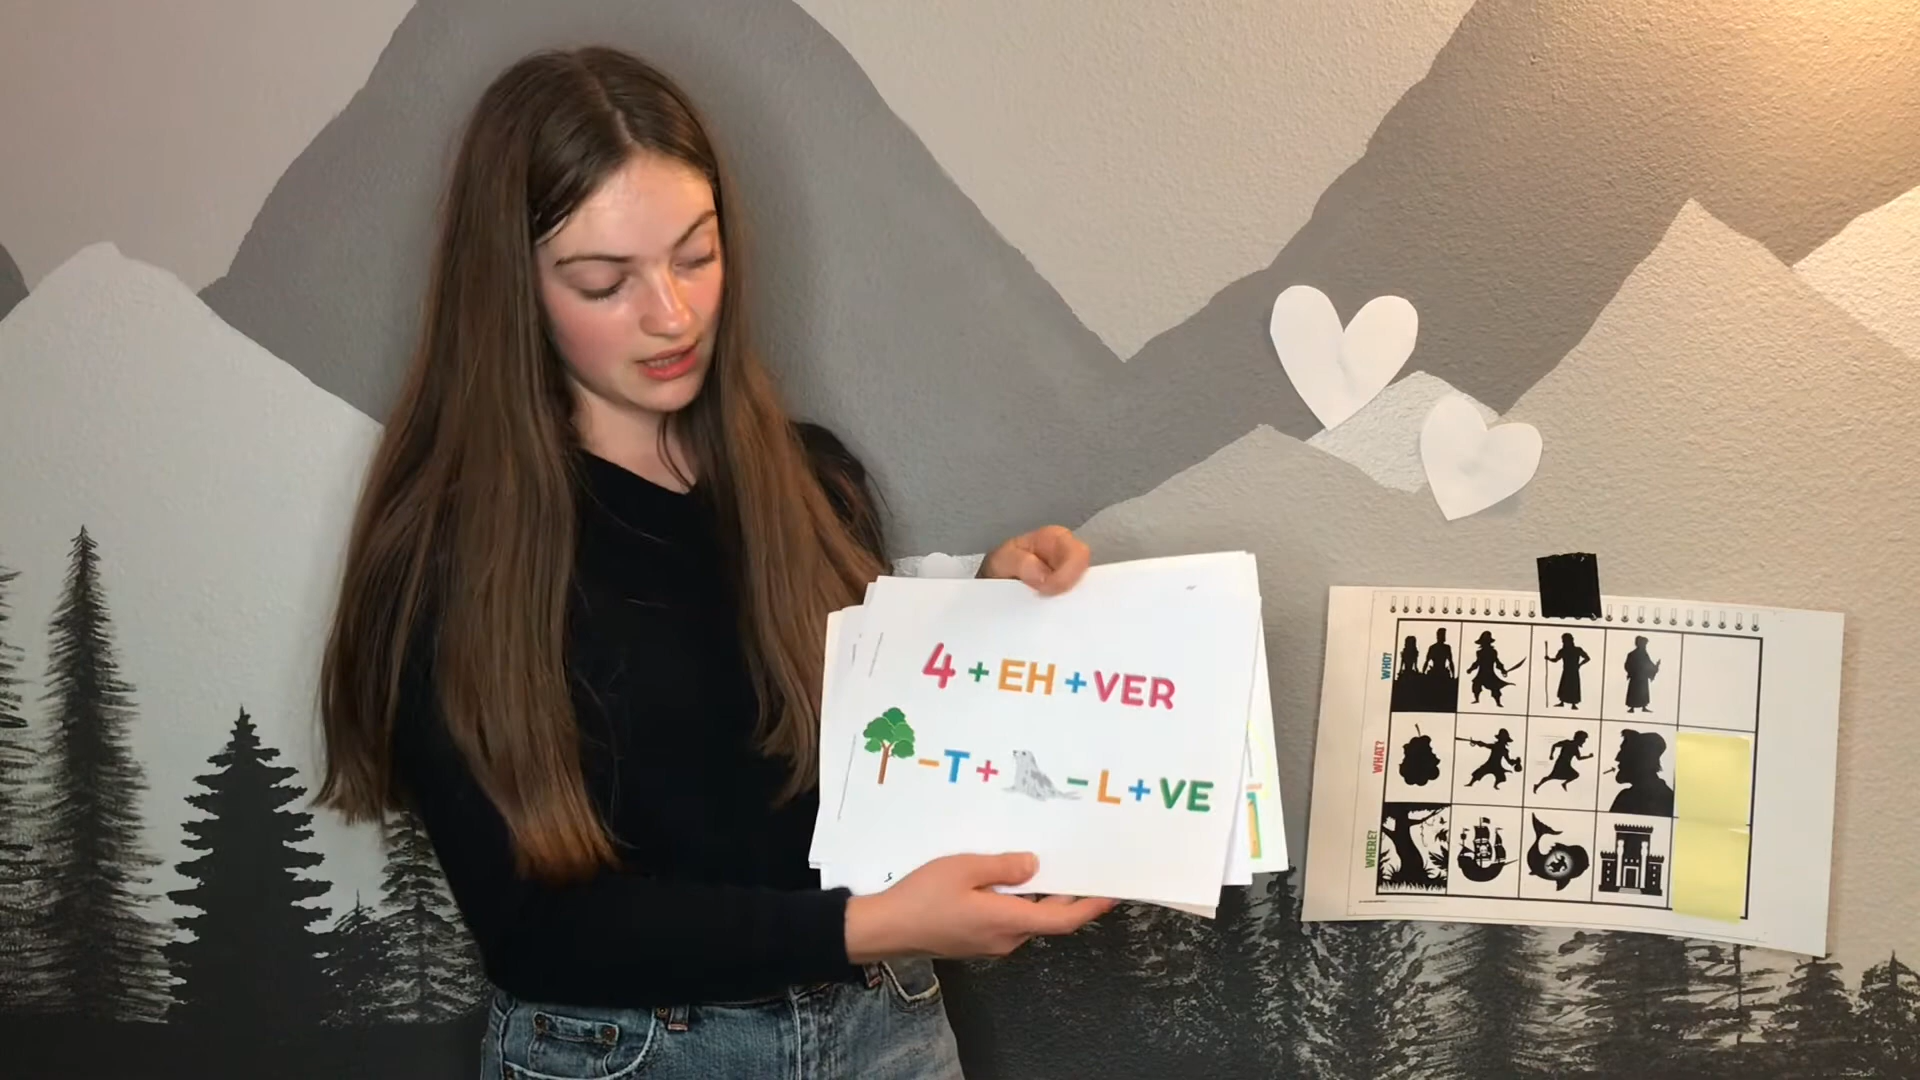 4 + EH + VER
- T + - L + VE
WHO?
WHAT?
WHERE?